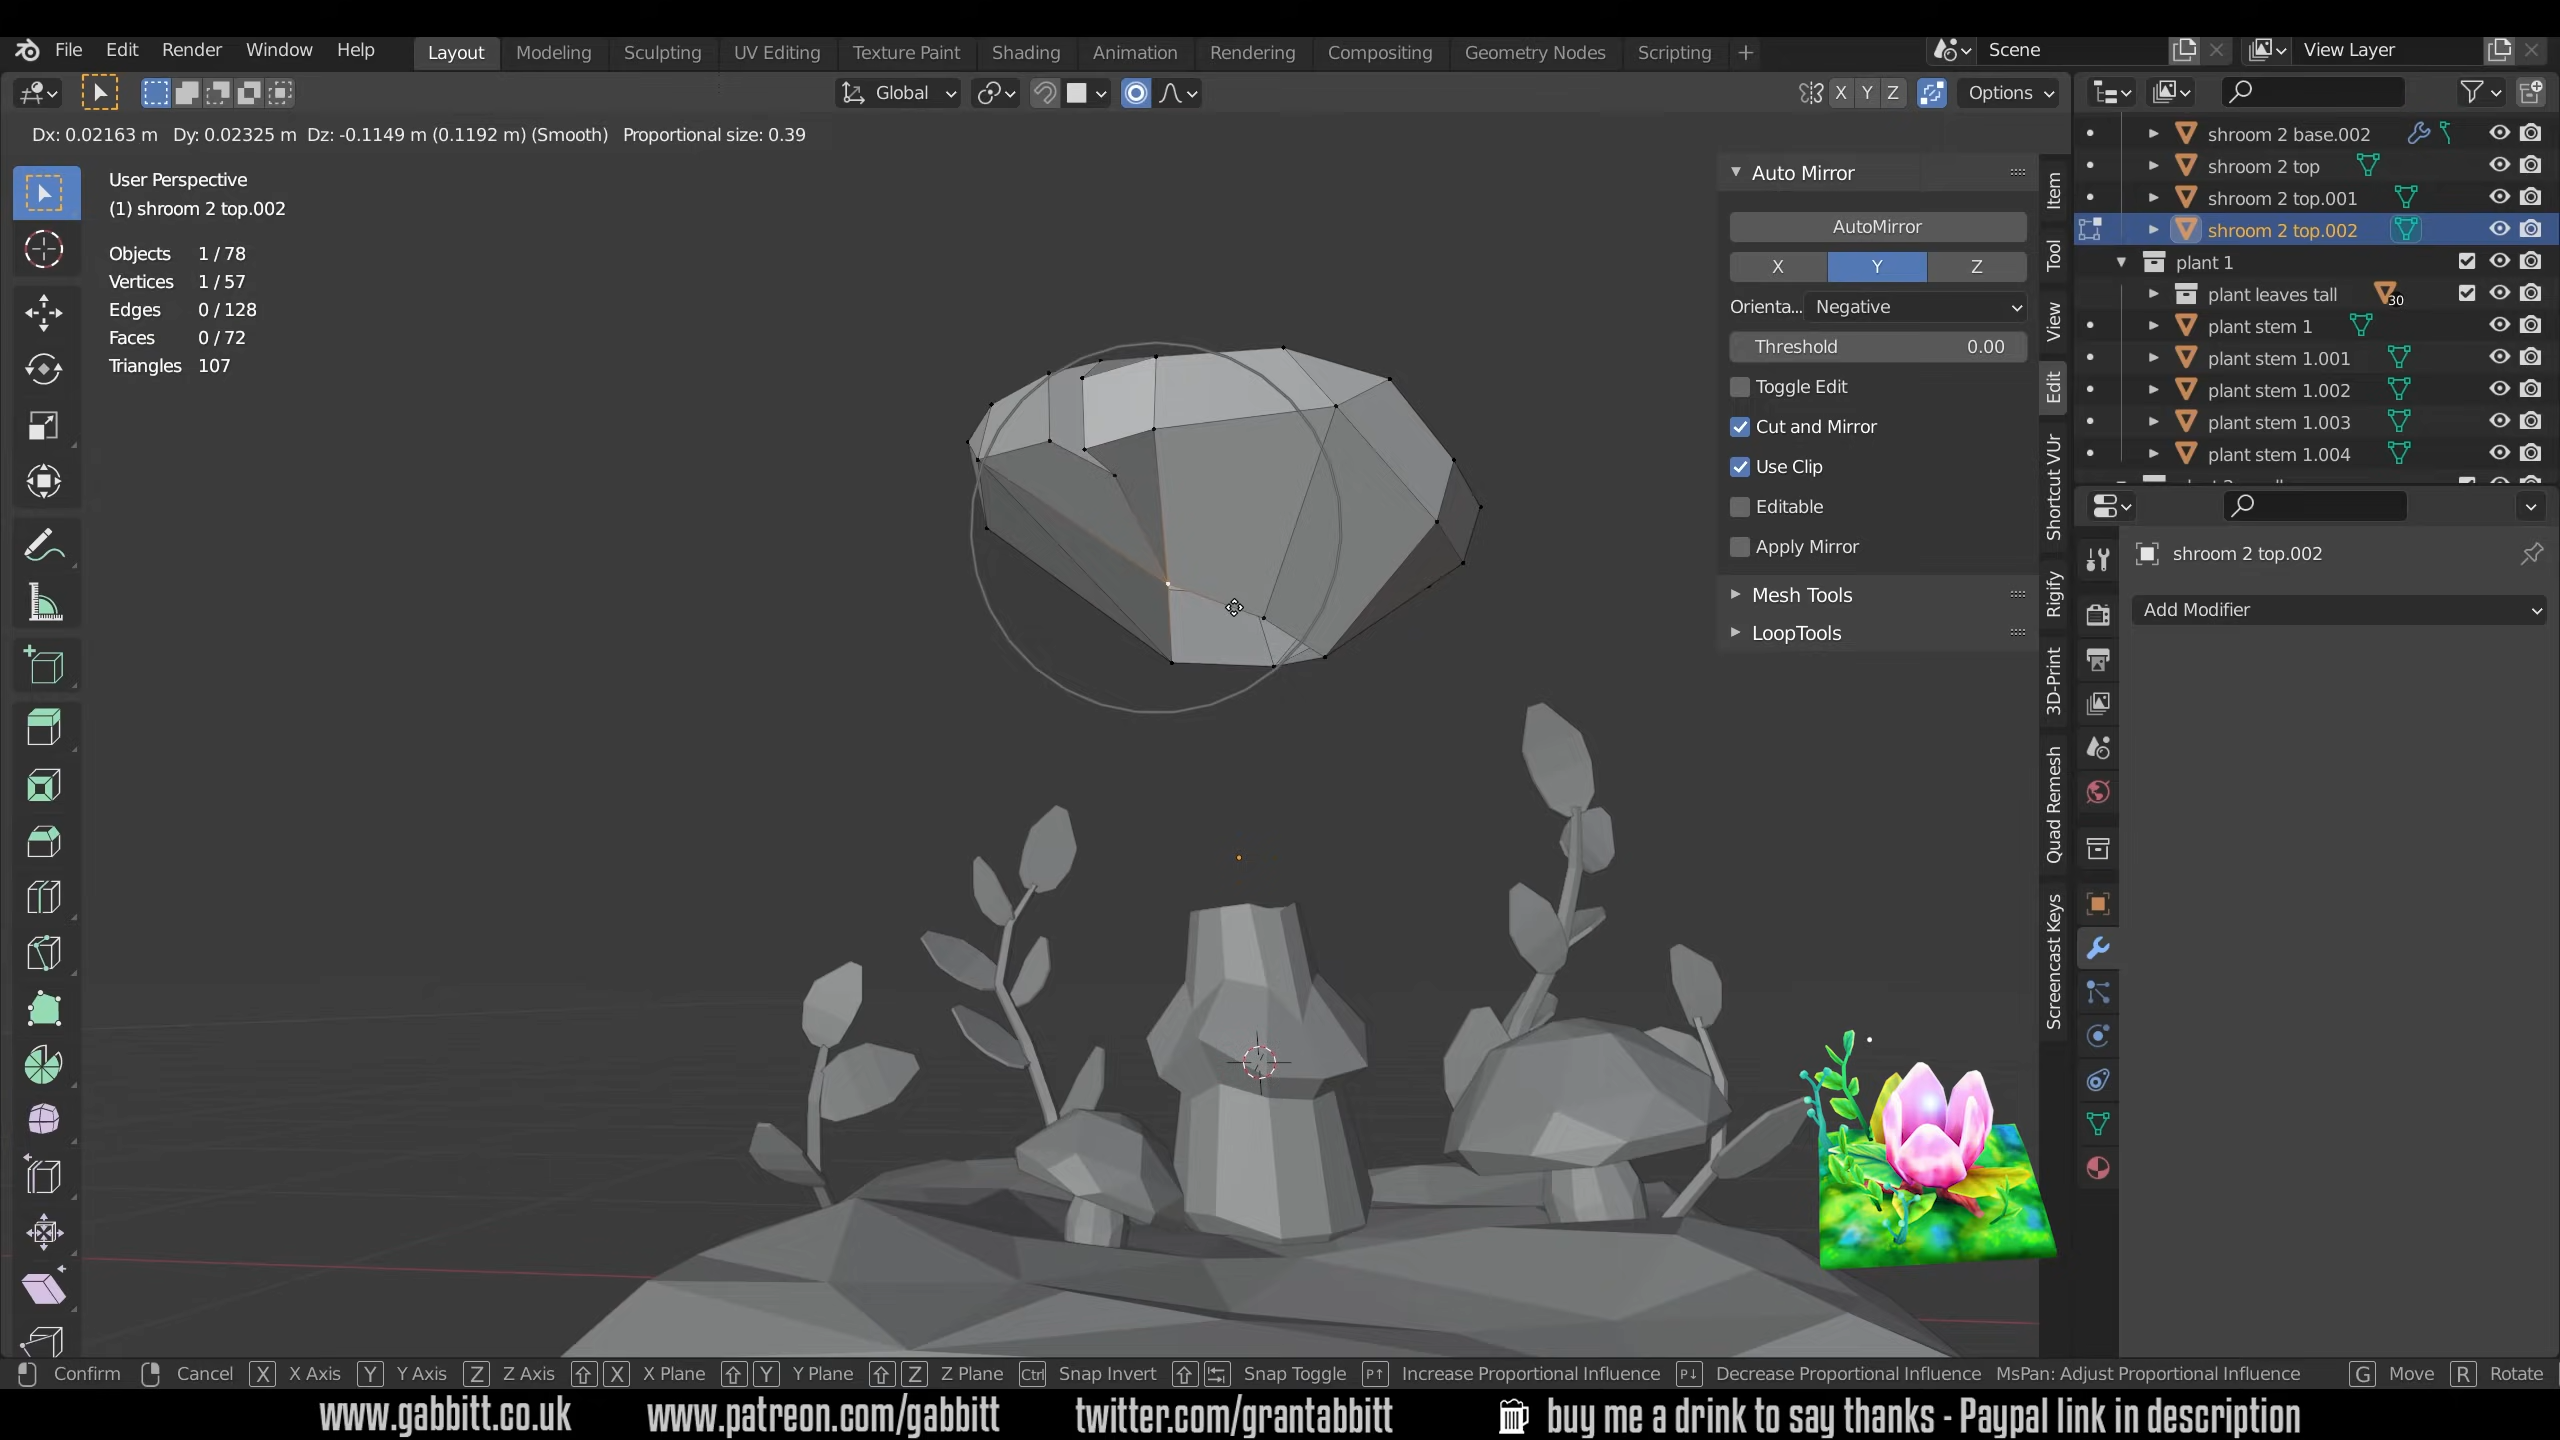 File Edit Render Window Help Layout Modeling Sculpting UV Editing Texture Paint Shading Animation Rendering Compositing Geometry Nodes Scripting + Scene View Layer
Global X Y Z Options
Dx: 0.02163 m Dy: 0.02325 m Dz: -0.1149 m (0.1192 m) (Smooth) Proportional size: 0.39
User Perspective
(1) shroom 2 top.002
Objects 1 / 78
Vertices 1 / 57
Edges 0 / 128
Faces 0 / 72
Triangles 107
Auto Mirror
AutoMirror
X Y Z
Orienta... Negative
Threshold 0.00
Toggle Edit
Cut and Mirror
Use Clip
Editable
Apply Mirror
Mesh Tools
LoopTools
Item
Tool
View
Edit
Shortcut VUr
Rigify
3D-Print
Quad Remesh
Screencast Keys
shroom 2 base.002
shroom 2 top
shroom 2 top.001
shroom 2 top.002
plant 1
plant leaves tall 30
plant stem 1
plant stem 1.001
plant stem 1.002
plant stem 1.003
plant stem 1.004
shroom 2 top.002
Add Modifier
Confirm Cancel X X Axis Y Y Axis Z Z Axis X X Plane Y Y Plane Z Z Plane Ctrl Snap Invert Snap Toggle P↑ Increase Proportional Influence P↓ Decrease Proportional Influence MsPan: Adjust Proportional Influence G Move R Rotate
www.gabbitt.co.uk www.patreon.com/gabbitt twitter.com/grantabbitt buy me a drink to say thanks - Paypal link in description